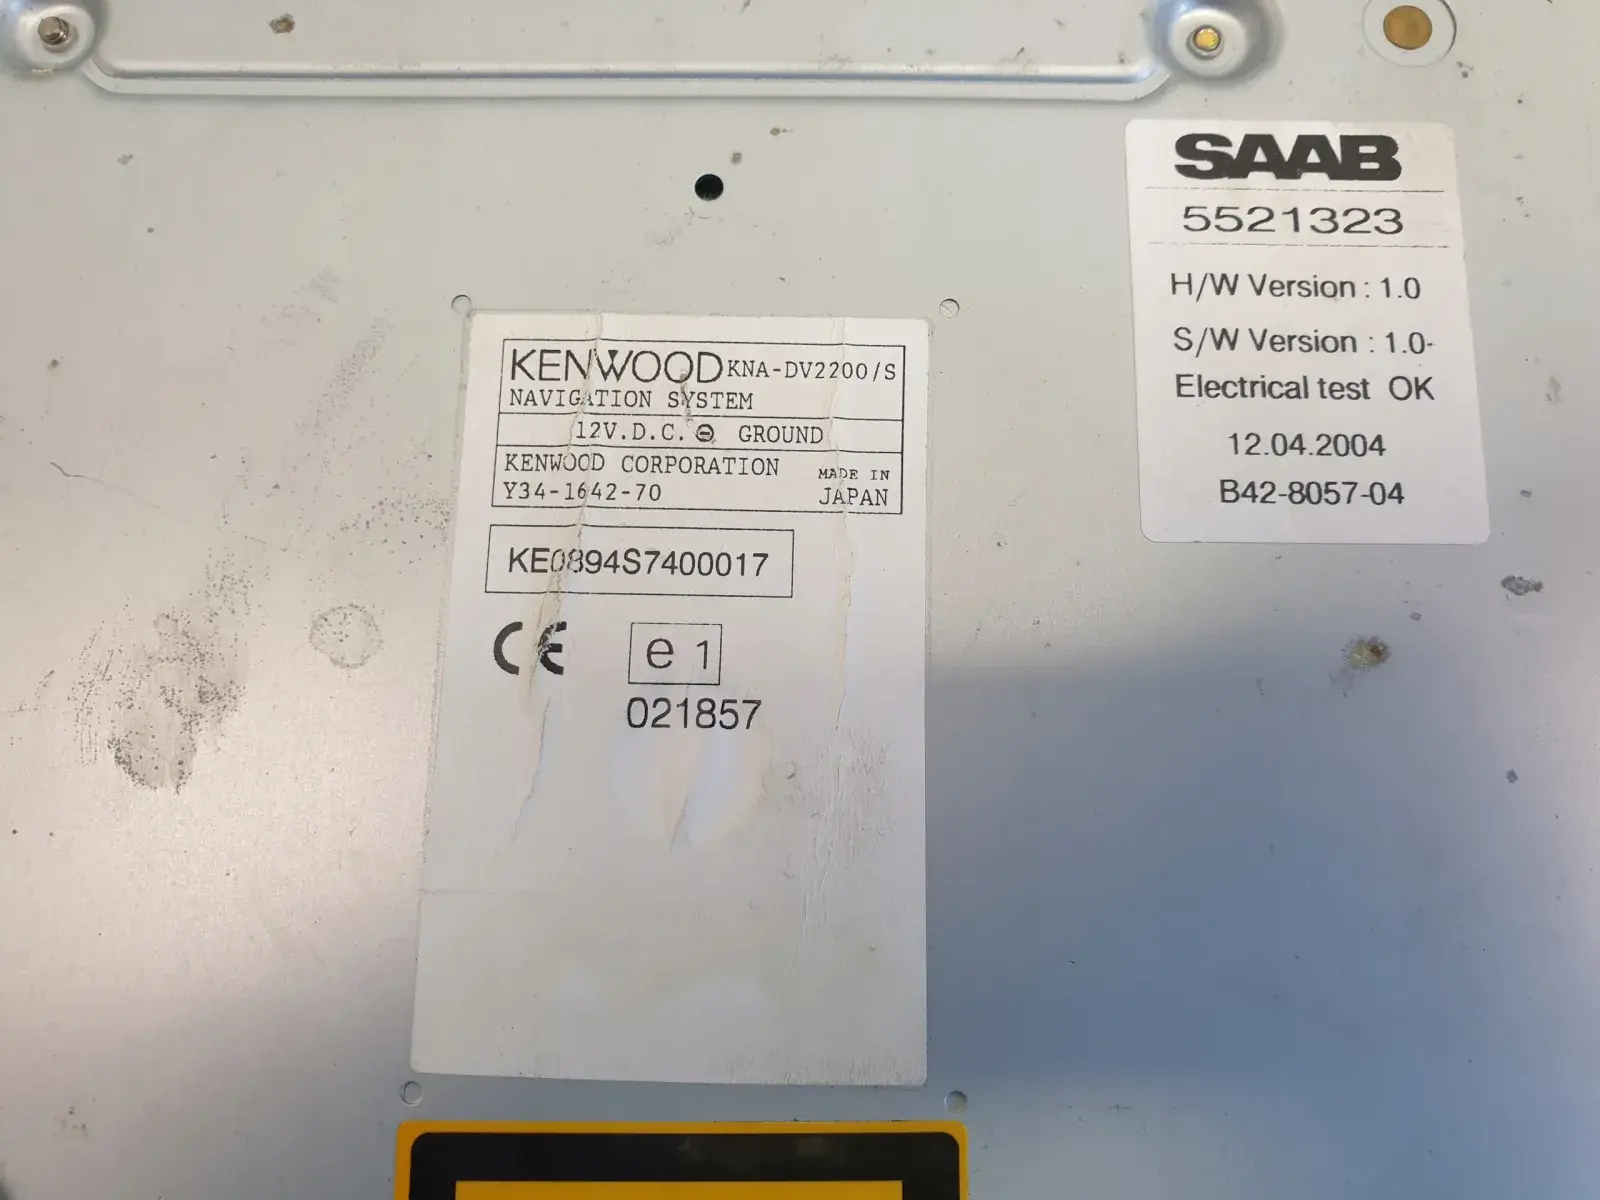 SAAB
5521323
H/W Version : 1.0
S/W Version : 1.0-
Electrical test OK
12.04.2004
B42-8057-04
KENWOOD KNA-DV2200/S
NAVIGATION SYSTEM
12V.D.C. ⊖ GROUND
KENWOOD CORPORATION MADE IN
Y34-1642-70 JAPAN
KE0894S7400017
CE e 1
021857